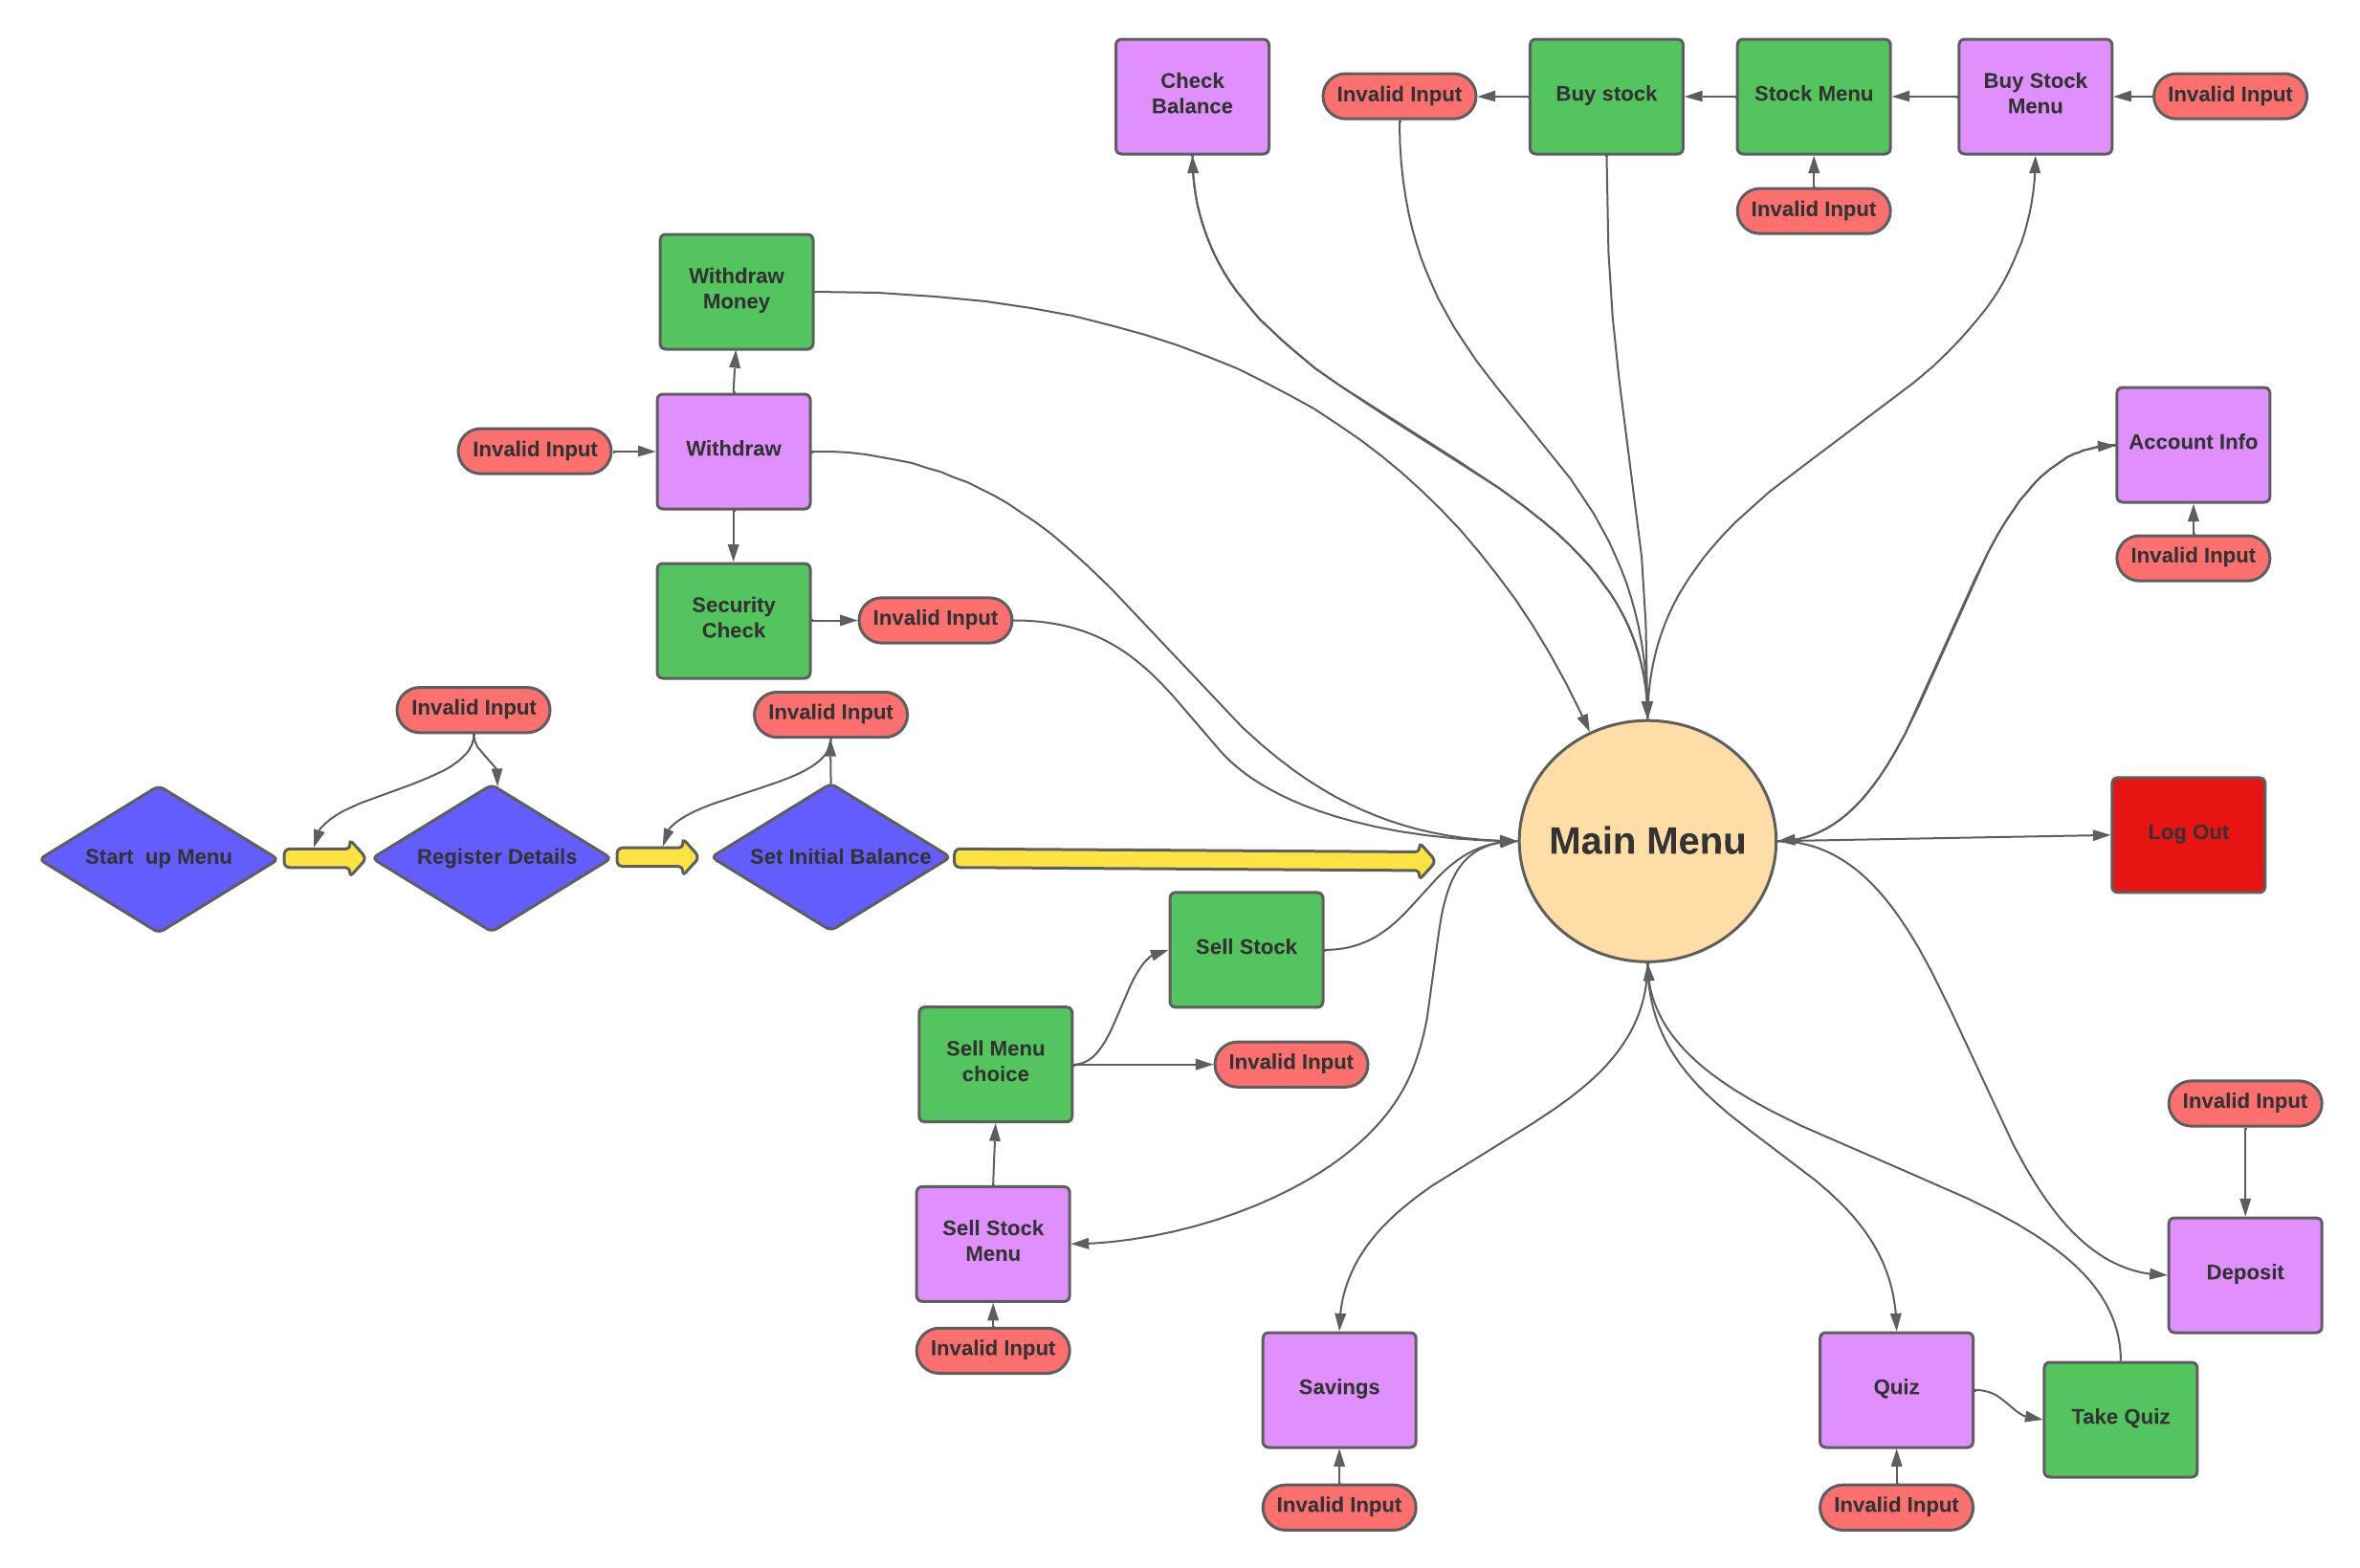 Check
Balance
Invalid Input
Buy stock
Stock Menu
Buy Stock
Menu
Invalid Input
Invalid Input
Withdraw
Money
Withdraw
Invalid Input
Account Info
Invalid Input
Security
Check
Invalid Input
Invalid Input
Invalid Input
Start up Menu
Register Details
Set Initial Balance
Main Menu
Log Out
Sell Stock
Sell Menu
choice
Invalid Input
Invalid Input
Sell Stock
Menu
Deposit
Invalid Input
Savings
Quiz
Take Quiz
Invalid Input
Invalid Input